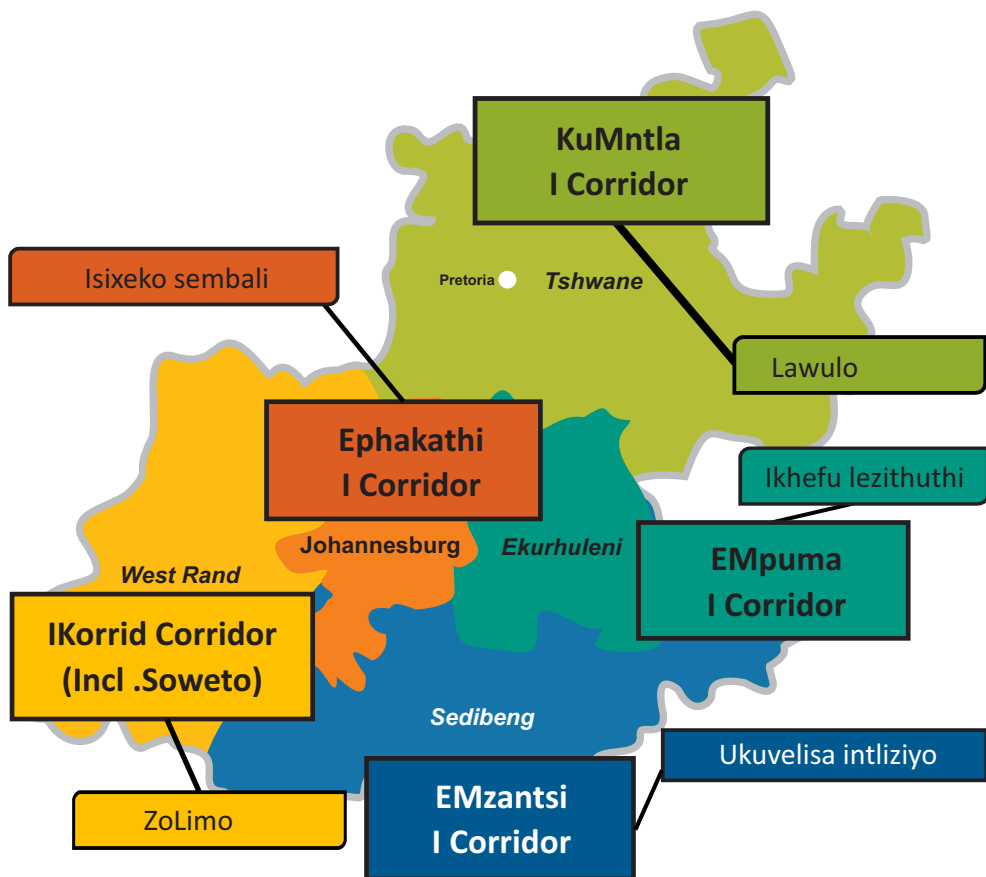 KuMntla
I Corridor
Isixeko sembali
Pretoria
Tshwane
Lawulo
Ephakathi
I Corridor
Ikhefu lezithuthi
Johannesburg
Ekurhuleni
EMpuma
I Corridor
West Rand
IKorrid Corridor
(Incl .Soweto)
Sedibeng
Ukuvelisa intliziyo
EMzantsi
I Corridor
ZoLimo